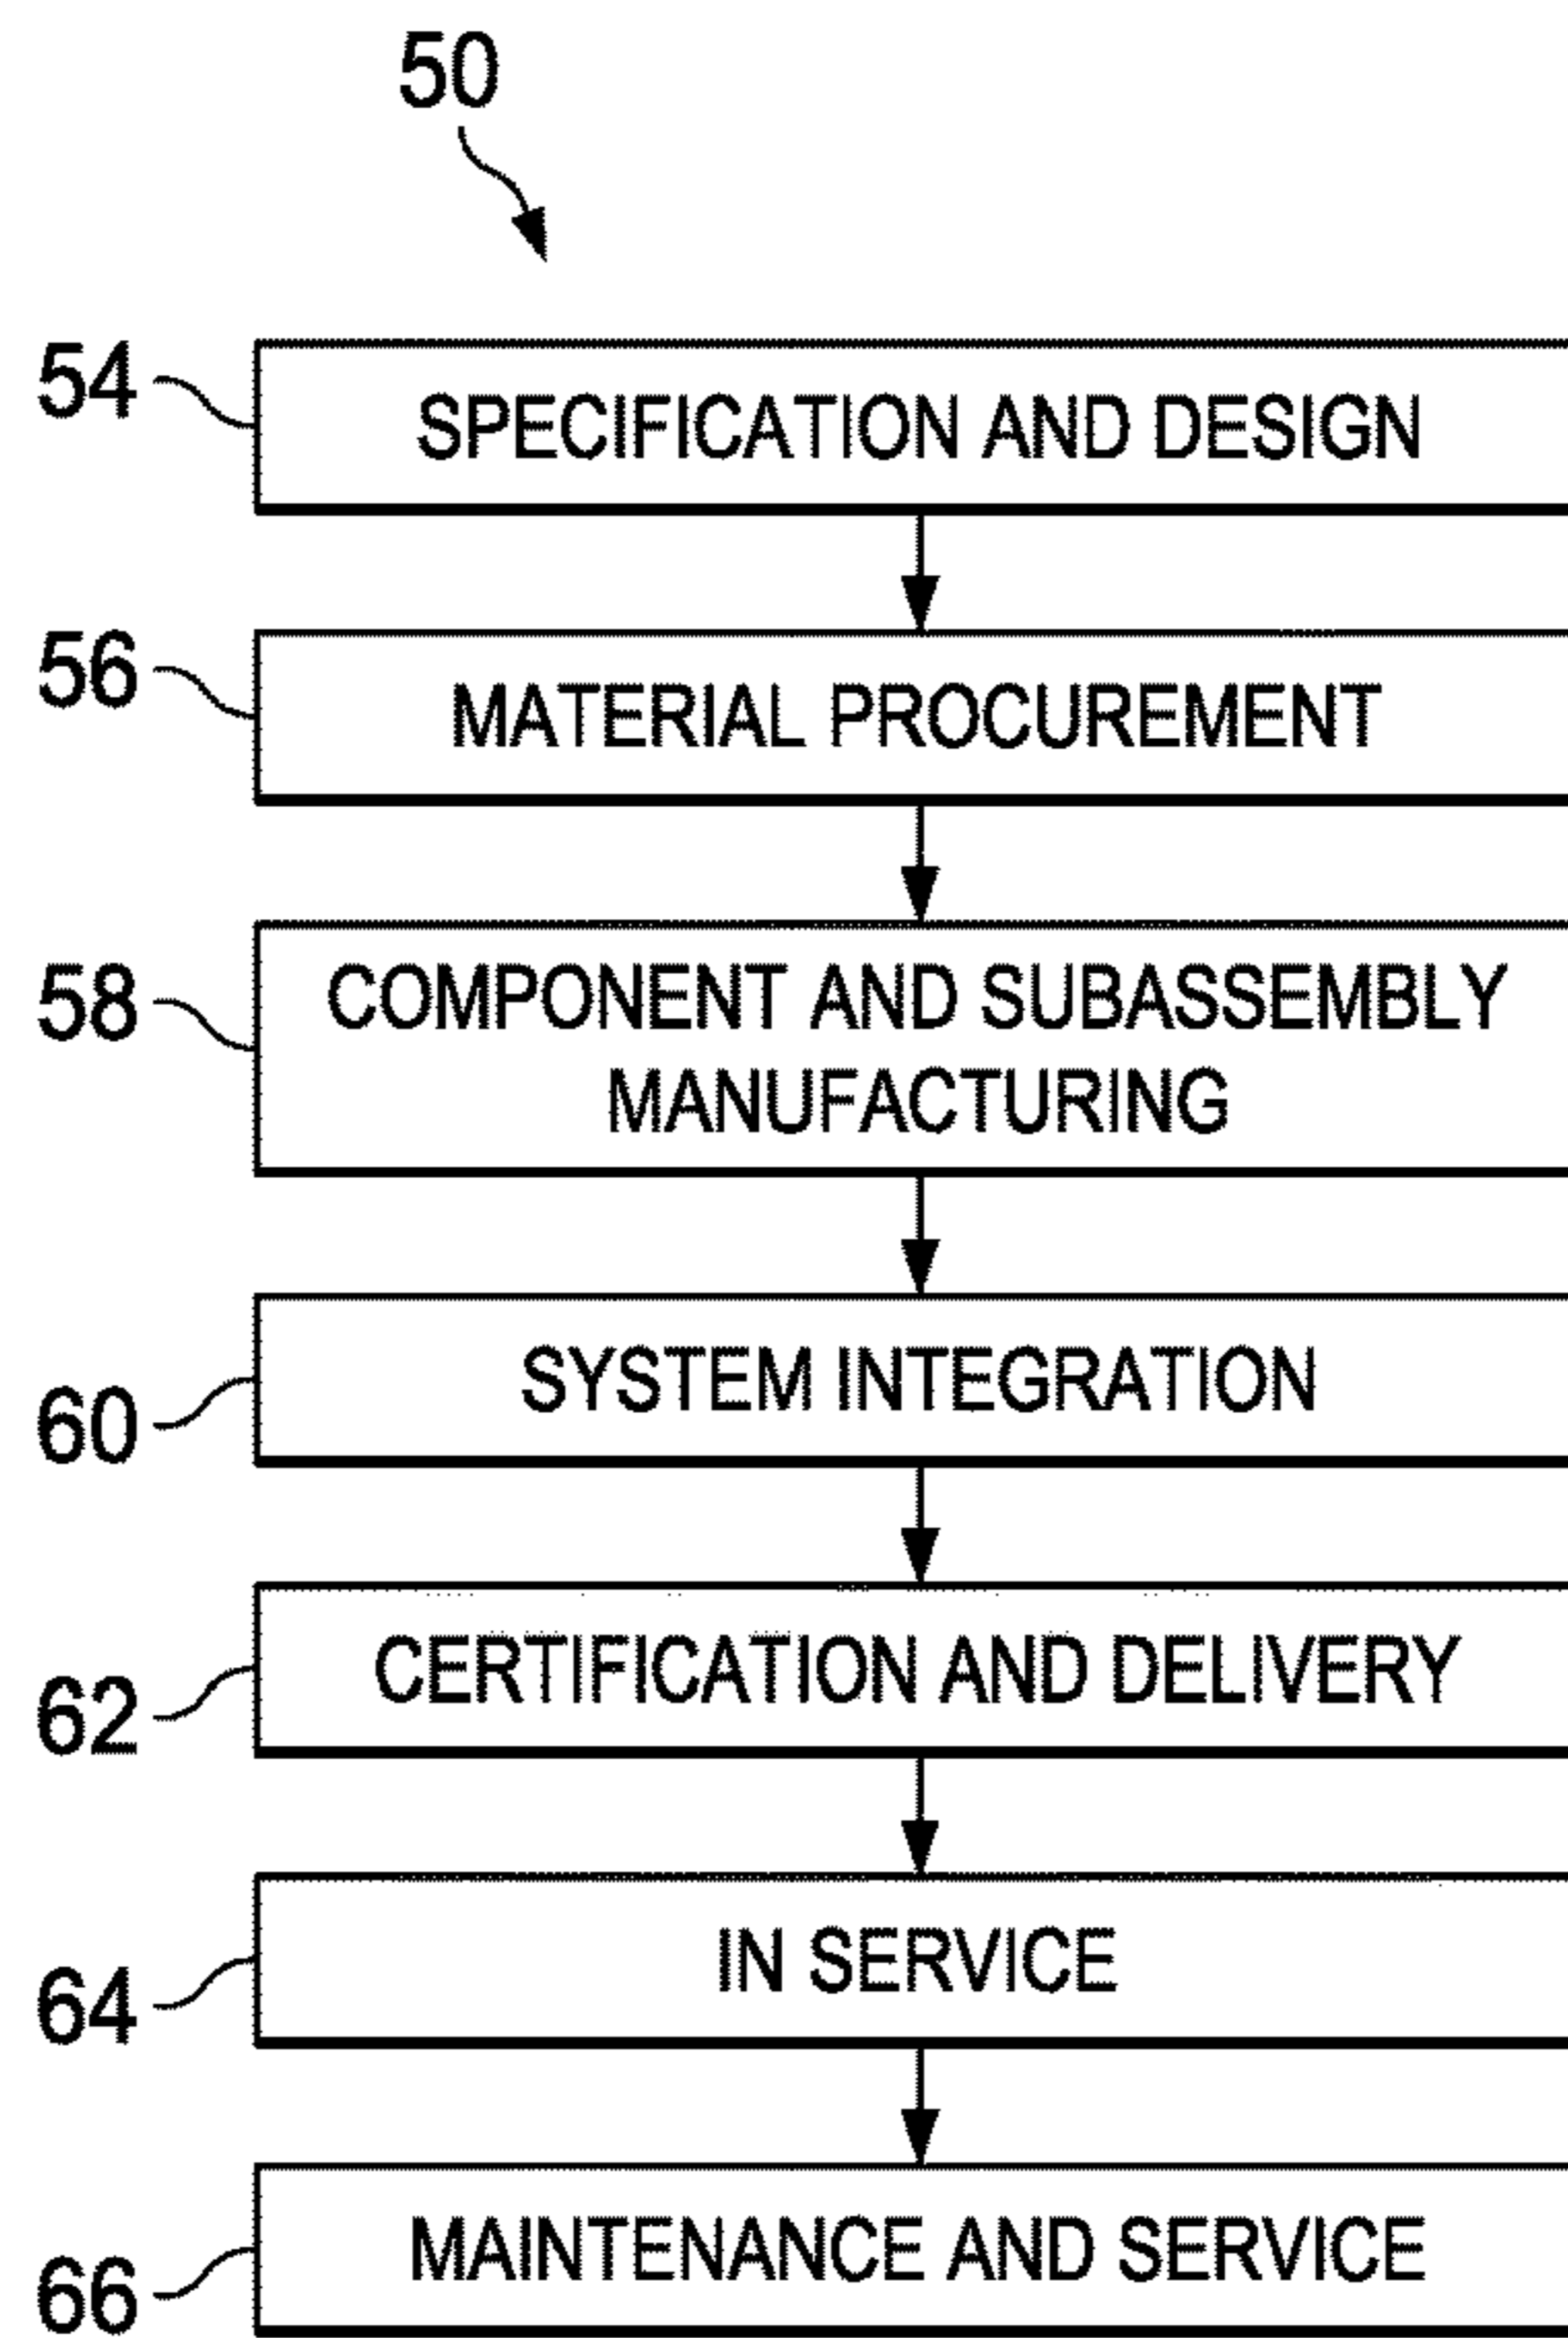 50
54
SPECIFICATION AND DESIGN
56
MATERIAL PROCUREMENT
58
COMPONENT AND SUBASSEMBLY
MANUFACTURING
60
SYSTEM INTEGRATION
62
CERTIFICATION AND DELIVERY
64
IN SERVICE
66
MAINTENANCE AND SERVICE